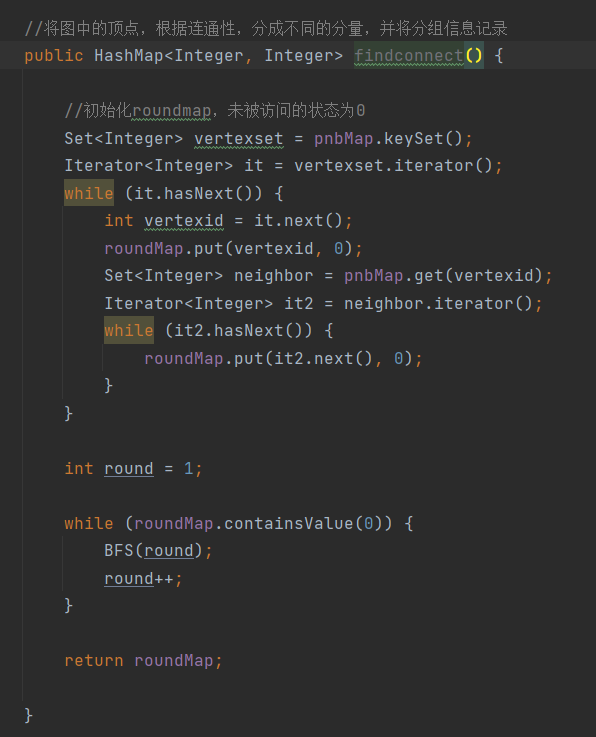 //将图中的顶点，根据连通性，分成不同的分量，并将分组信息记录
public HashMap<Integer, Integer> findconnect() {
//初始化roundmap，未被访问的状态为0
Set<Integer> vertexset = pnbMap.keySet();
Iterator<Integer> it = vertexset.iterator();
while (it.hasNext()) {
int vertexid = it.next();
roundMap.put(vertexid, 0);
Set<Integer> neighbor = pnbMap.get(vertexid);
Iterator<Integer> it2 = neighbor.iterator();
while (it2.hasNext()) {
roundMap.put(it2.next(), 0);
}
}
int round = 1;
while (roundMap.containsValue(0)) {
BFS(round);
round++;
}
return roundMap;
}